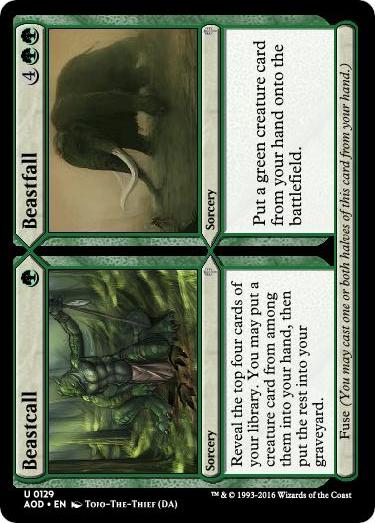 Beastcall
Sorcery
Reveal the top four cards of
your library. You may put a
creature card from among
them into your hand, then
put the rest into your
graveyard.
Beastfall
4
Sorcery
Put a green creature card
from your hand onto the
battlefield.
Fuse (You may cast one or both halves of this card from your hand.)
U 0129
AOD • EN Toio-The-Thief (DA)
™ & © 1993-2016 Wizards of the Coast